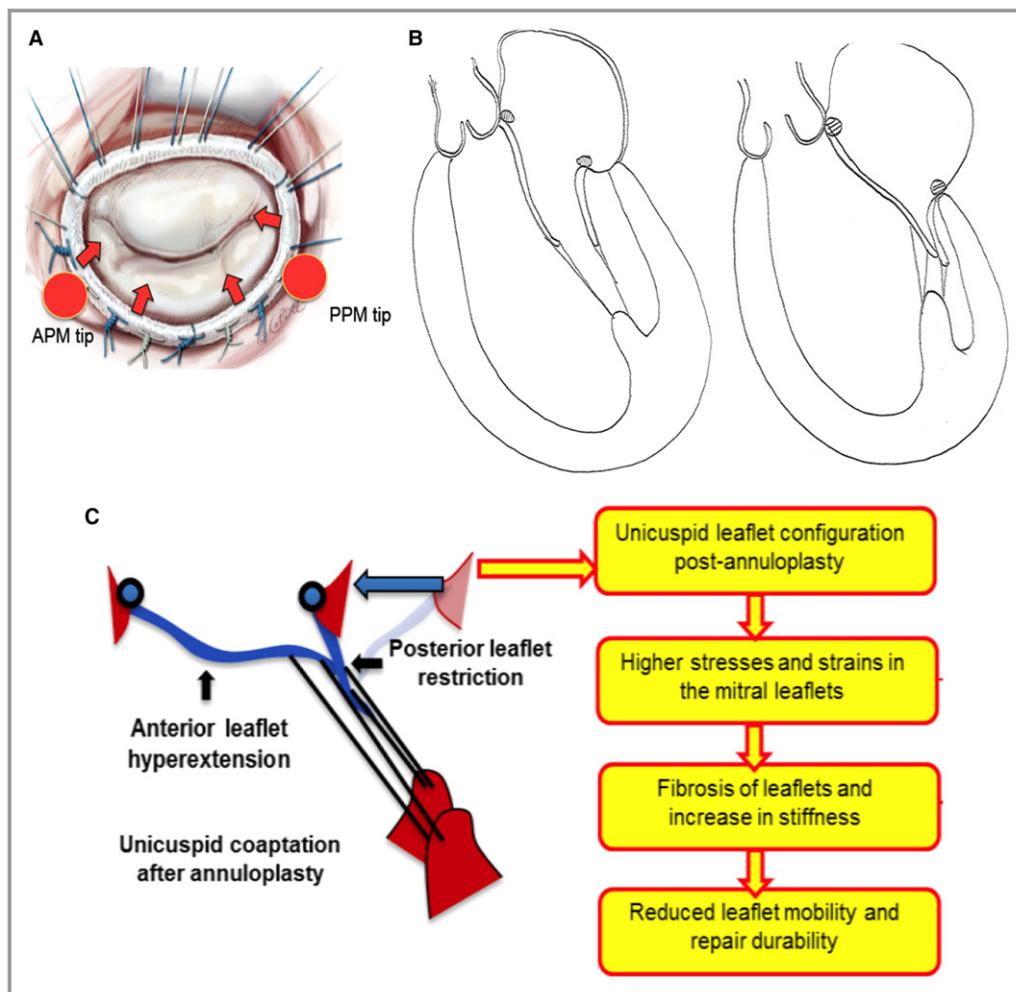 A
B
APM tip
PPM tip
C
Unicuspid leaflet configuration
post-annuloplasty
Posterior leaflet
restriction
Higher stresses and strains in
the mitral leaflets
Anterior leaflet
hyperextension
Fibrosis of leaflets and
increase in stiffness
Unicuspid coaptation
after annuloplasty
Reduced leaflet mobility and
repair durability